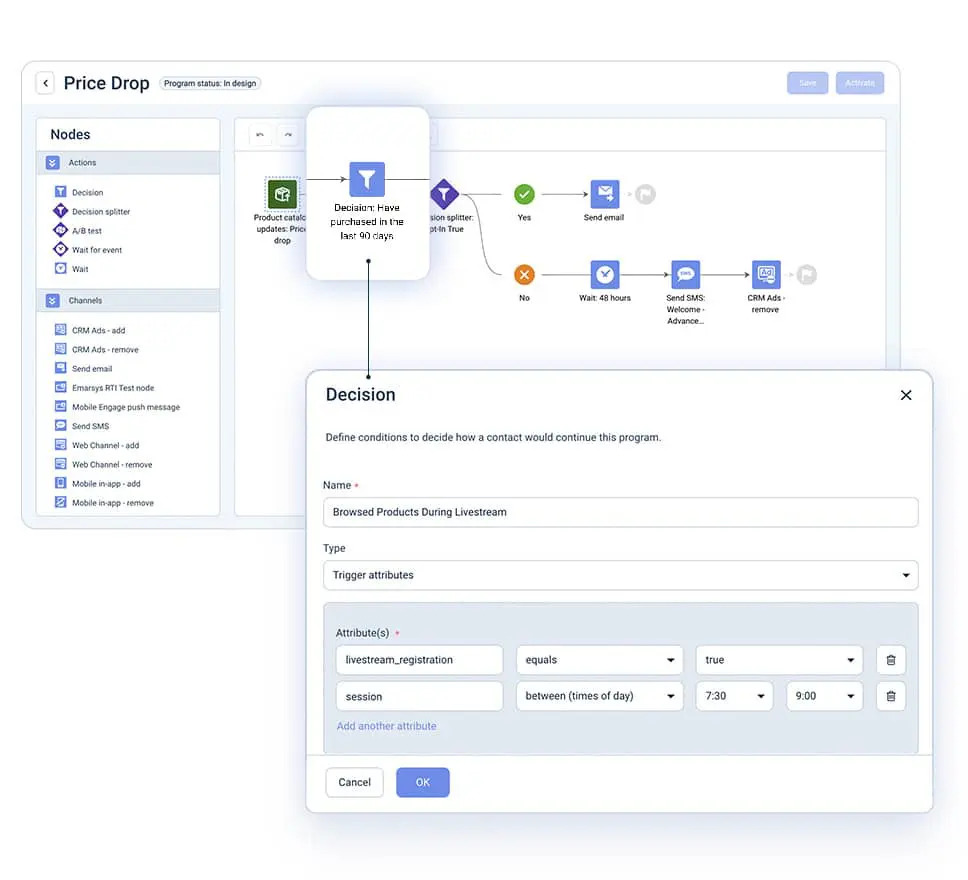 Price Drop
Program status: In design
Save
Activate
Nodes
Actions
Decision
Decision splitter
A/B test
Wait for event
Wait
Channels
CRM Ads - add
CRM Ads - remove
Send email
Emarsys RTI Test node
Mobile Engage push message
Send SMS
Web Channel - add
Web Channel - remove
Mobile in-app - add
Mobile in-app - remove
Product catalo
updates: Price
drop
Decision: Have
purchased in the
last 90 days
sion splitter:
pt-In True
Yes
Send email
No
Wait: 48 hours
SMS
Send SMS:
Welcome -
Advance...
Ad
CRM Ads -
remove
Decision
Define conditions to decide how a contact would continue this program.
Name *
Browsed Products During Livestream
Type
Trigger attributes
Attribute(s) *
livestream_registration equals true
session between (times of day) 7:30 9:00
Add another attribute
Cancel OK